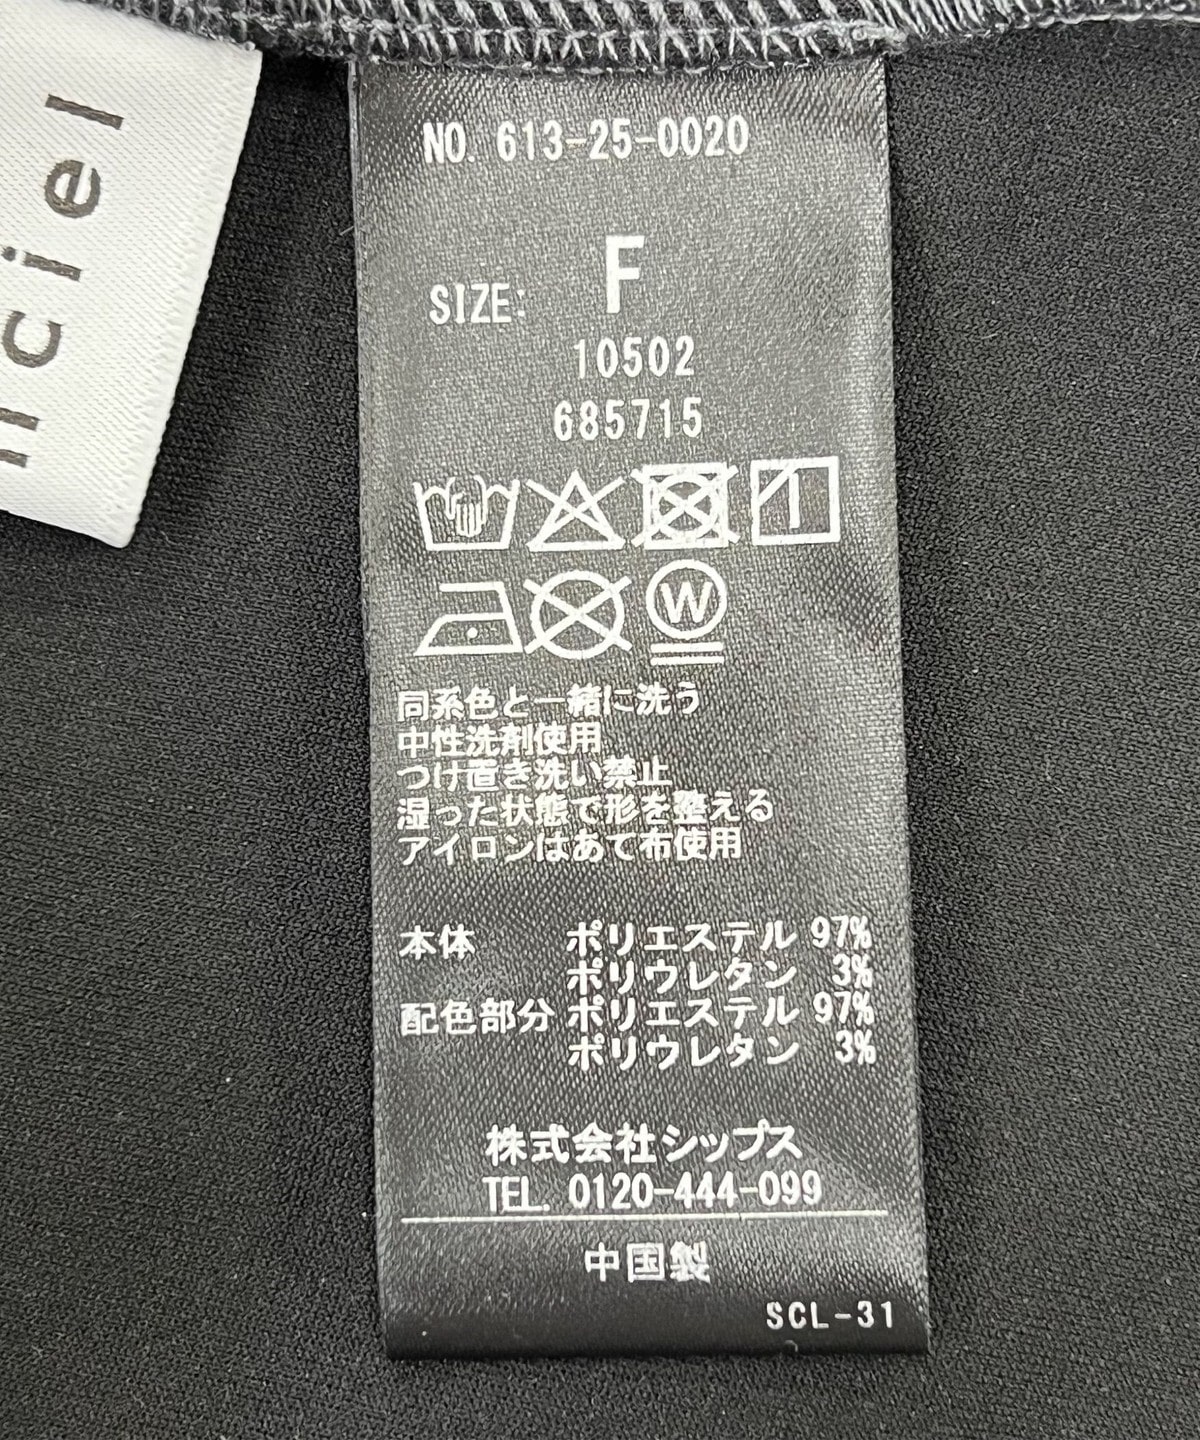 nciel
NO. 613-25-0020
SIZE: F
10502
685715
W
同系色と一緒に洗う
中性洗剤使用
つけ置き洗い禁止
湿った状態で形を整える
アイロンはあて布使用
本体 ポリエステル 97%
ポリウレタン 3%
配色部分 ポリエステル 97%
ポリウレタン 3%
株式会社シップス
TEL. 0120-444-099
中国製
SCL-31